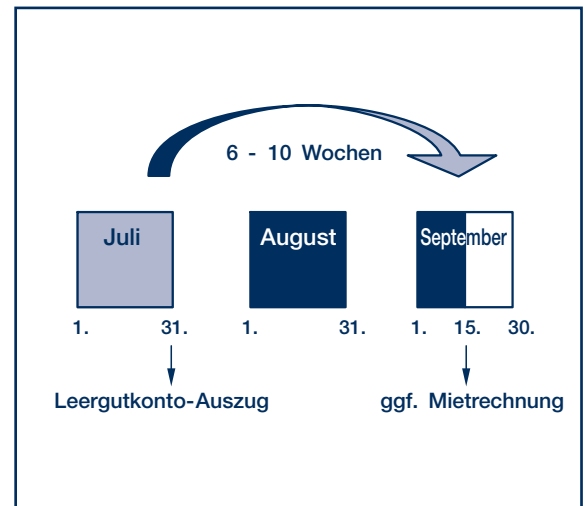 6 - 10 Wochen
Juli August September
1. 31. 1. 31. 1. 15. 30.
Leergutkonto-Auszug ggf. Mietrechnung